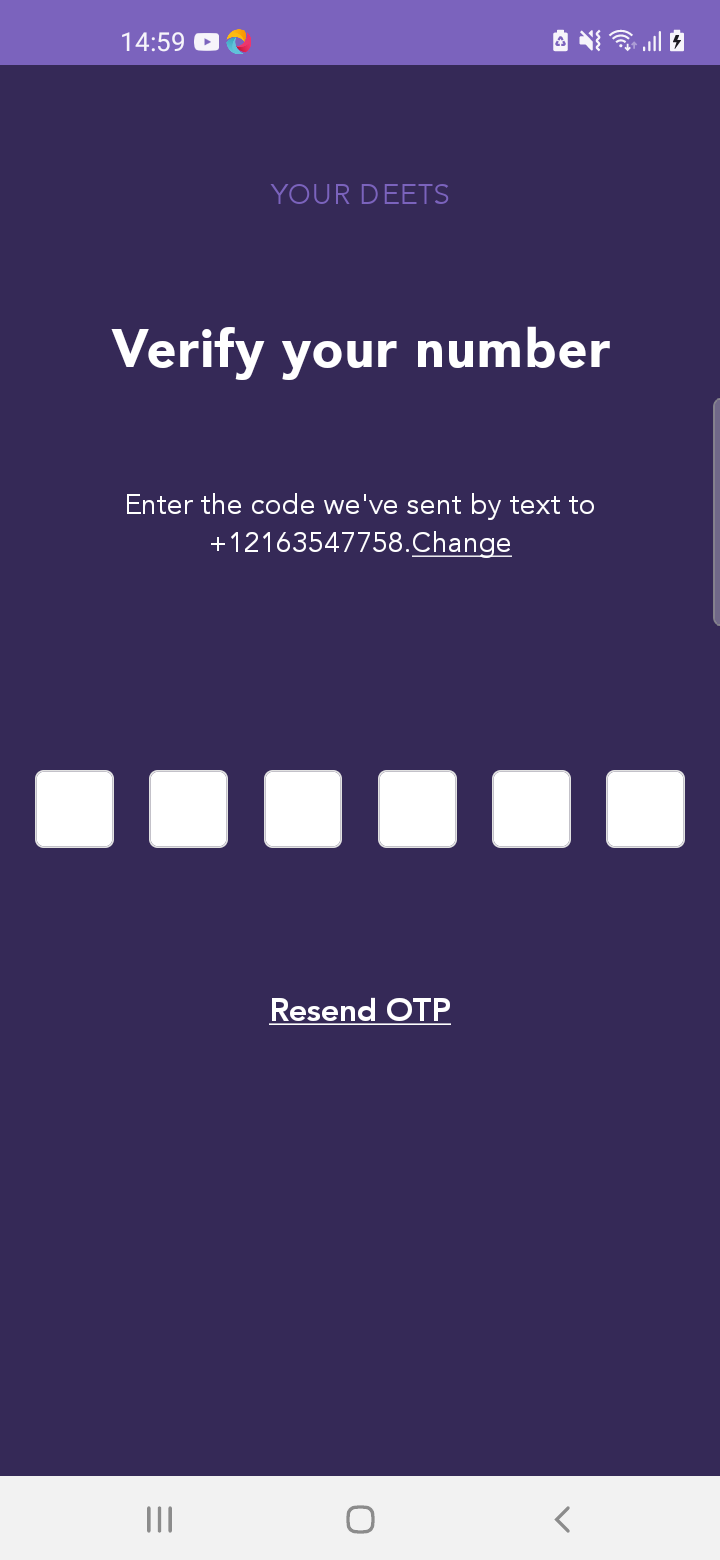 14:59
YOUR DEETS
Verify your number
Enter the code we've sent by text to
+12163547758.Change
Resend OTP